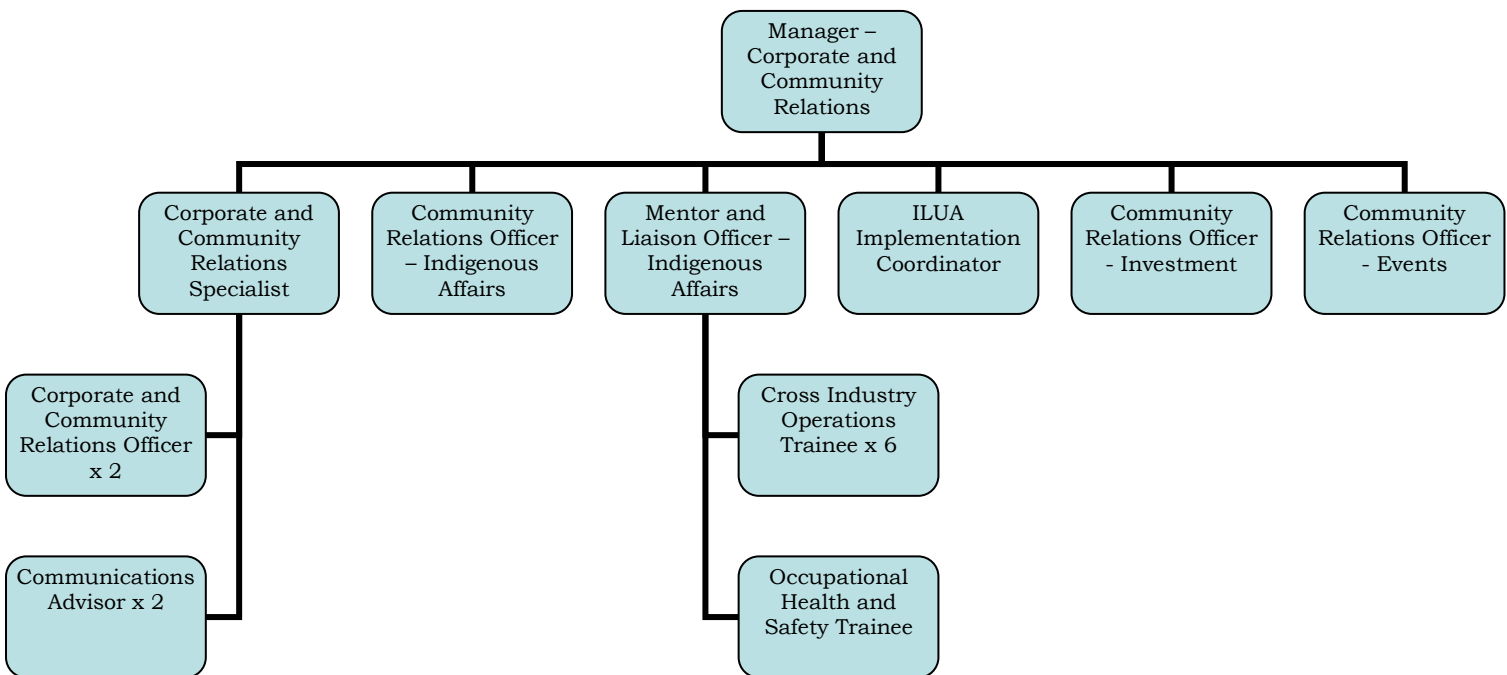 Manager –
Corporate and
Community
Relations
Corporate and
Community
Relations
Specialist
Community
Relations Officer
– Indigenous
Affairs
Mentor and
Liaison Officer –
Indigenous
Affairs
ILUA
Implementation
Coordinator
Community
Relations Officer
- Investment
Community
Relations Officer
- Events
Corporate and
Community
Relations Officer
x 2
Cross Industry
Operations
Trainee x 6
Communications
Advisor x 2
Occupational
Health and
Safety Trainee